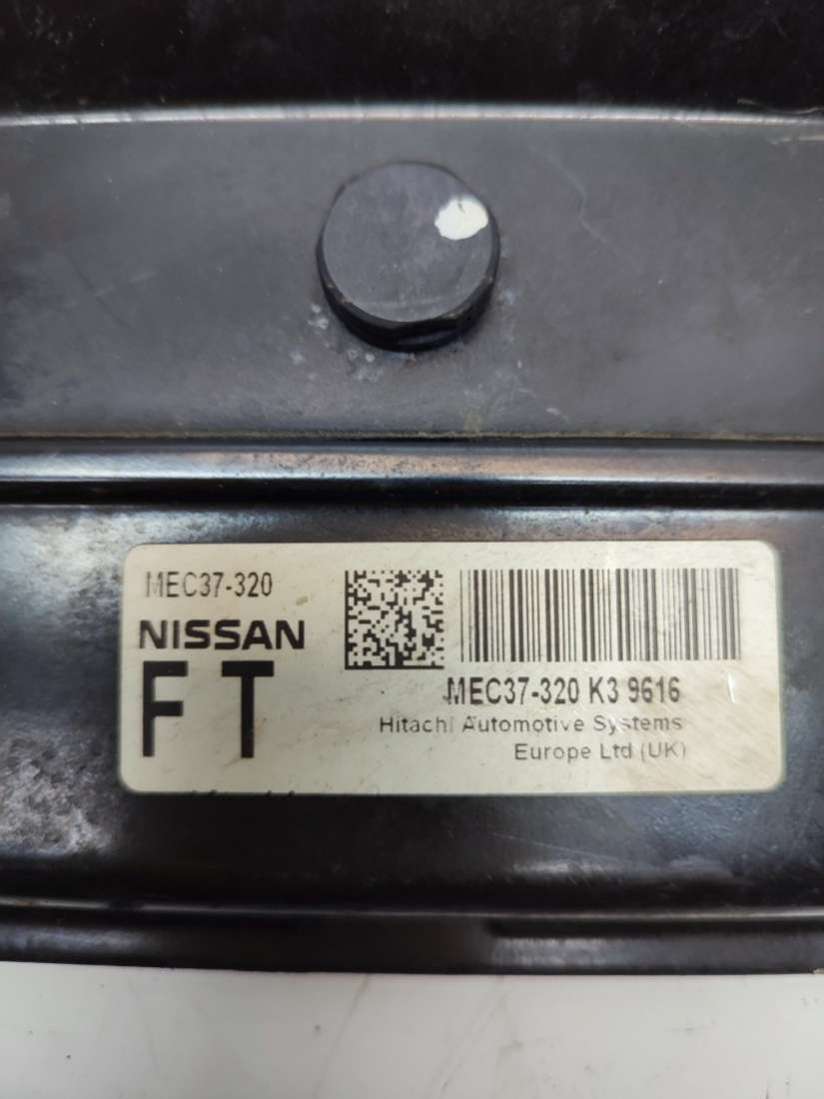 MEC37-320
NISSAN
FT
MEC37-320 K3 9616
Hitachi Automotive Systems
Europe Ltd (UK)